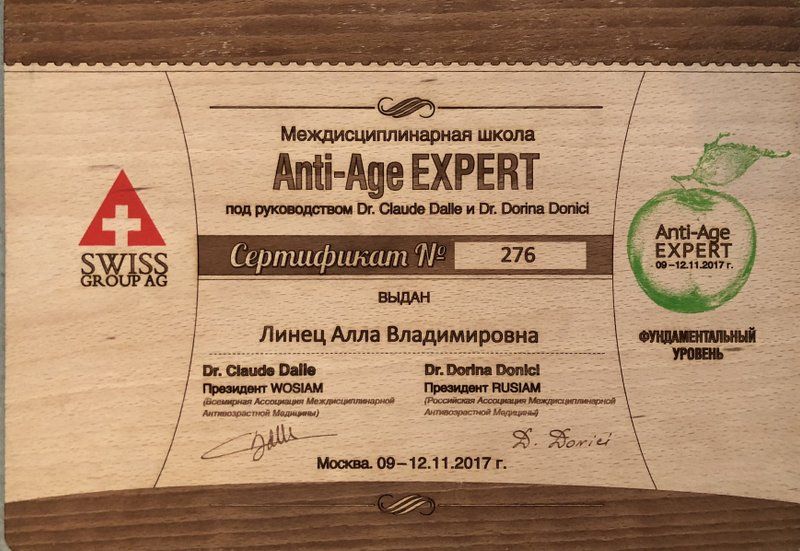 Междисциплинарная школа
Anti-Age EXPERT
под руководством Dr. Claude Dalle и Dr. Dorina Donici
SWISS
GROUP AG
Сертификат № 276
Anti-Age
EXPERT
09-12.11.2017 г.
ФУНДАМЕНТАЛЬНЫЙ
УРОВЕНЬ
ВЫДАН
Линец Алла Владимировна
Dr. Claude Dalle
Президент WOSIAM
(Всемирная Ассоциация Междисциплинарной
Антивозрастной Медицины)
Dalle
Dr. Dorina Donici
Президент RUSIAM
(Российская Ассоциация Междисциплинарной
Антивозрастной Медицины)
D. Donici
Москва. 09–12.11.2017 г.